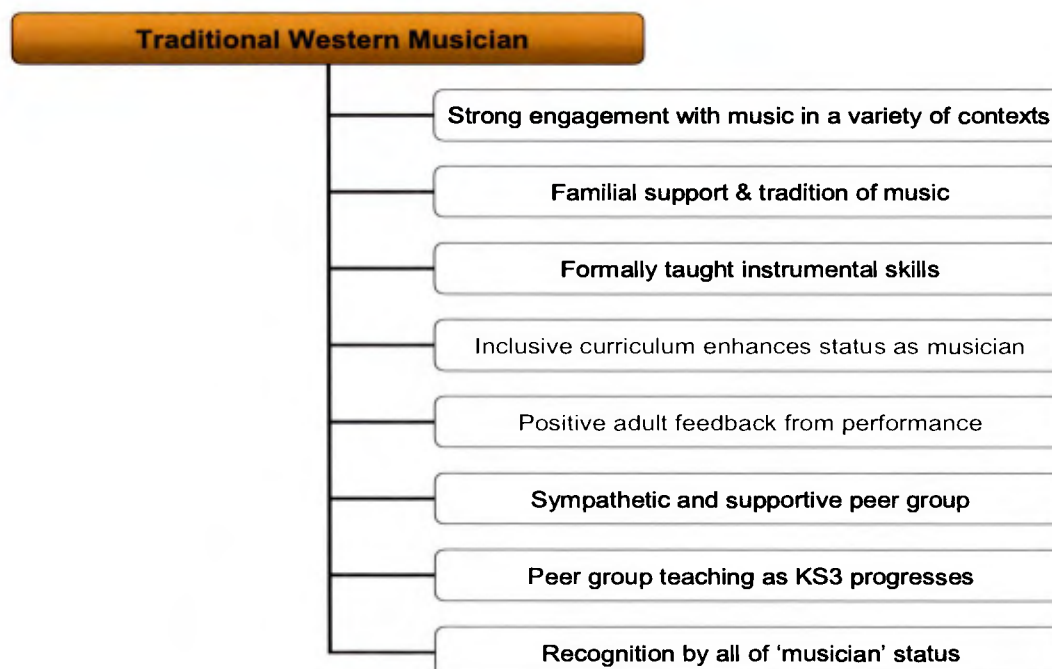 Traditional Western Musician
Strong engagement with music in a variety of contexts
Familial support & tradition of music
Formally taught instrumental skills
Inclusive curriculum enhances status as musician
Positive adult feedback from performance
Sympathetic and supportive peer group
Peer group teaching as KS3 progresses
Recognition by all of ‘musician’ status